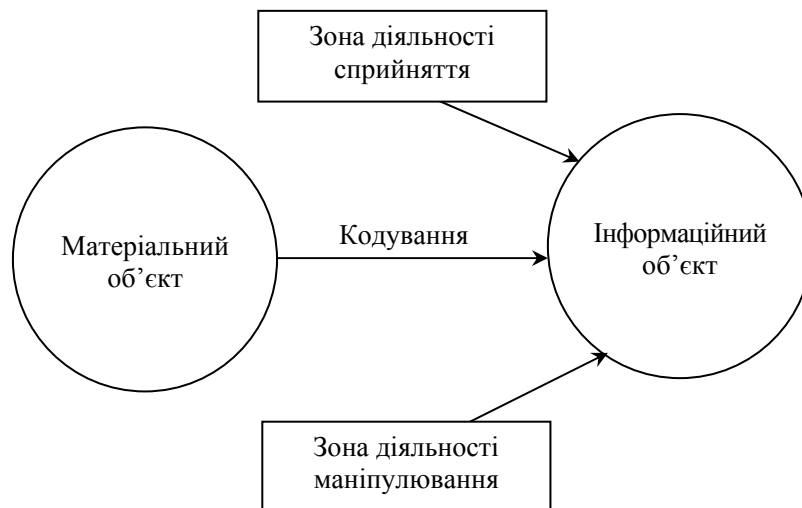 Зона діяльності
сприйняття
Матеріальний
об’єкт
Кодування
Інформаційний
об’єкт
Зона діяльності
маніпулювання